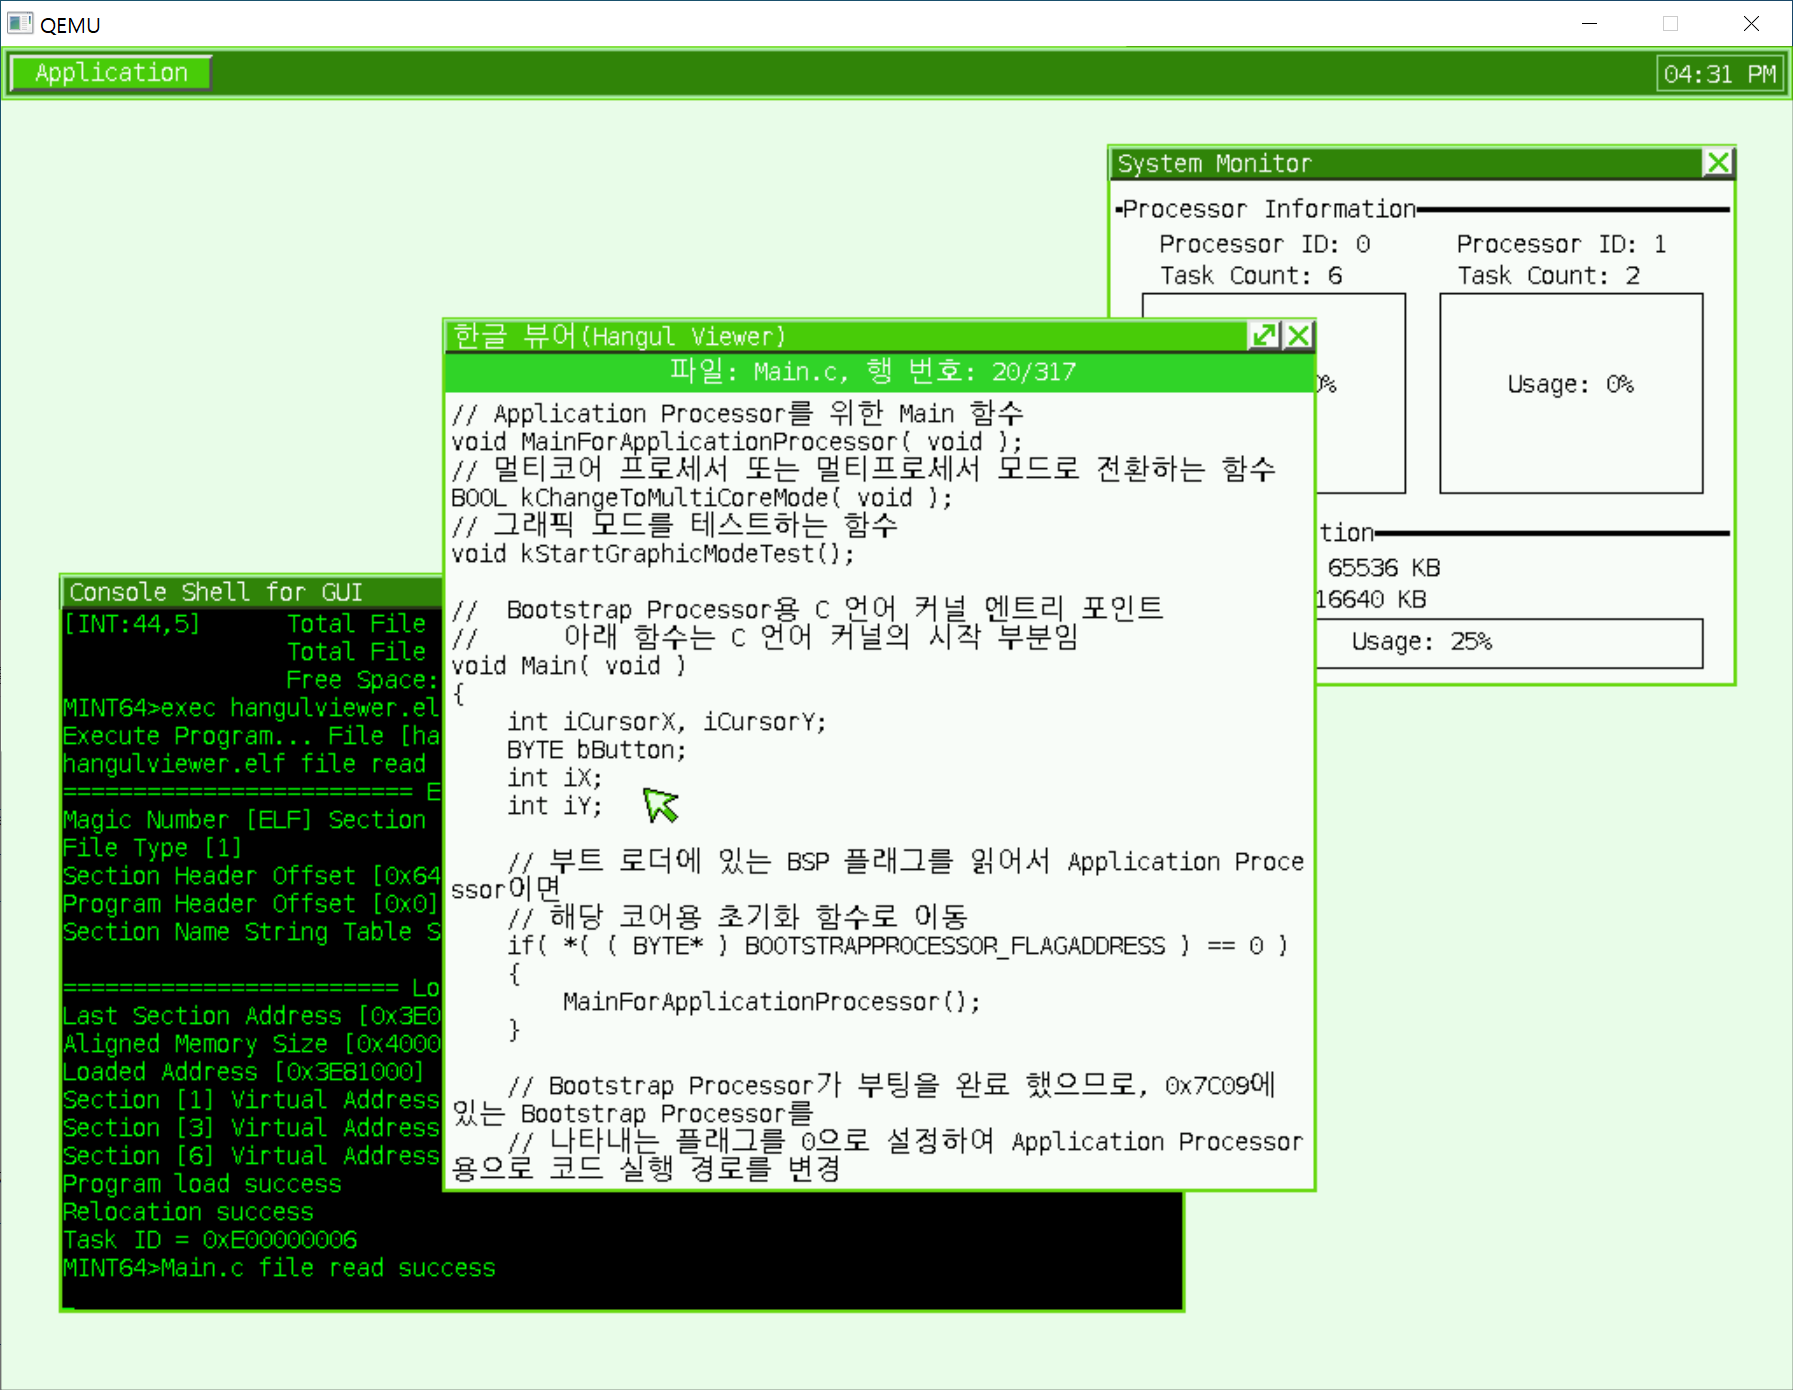 QEMU
Application
04:31 PM
System Monitor
Processor Information
Processor ID: 0
Processor ID: 1
Task Count: 6
Task Count: 2
Usage: 0%
65536 KB
16640 KB
Usage: 25%
한글 뷰어(Hangul Viewer)
파일: Main.c, 행 번호: 20/317
// Application Processor를 위한 Main 함수
void MainForApplicationProcessor( void );
// 멀티코어 프로세서 또는 멀티프로세서 모드로 전환하는 함수
BOOL kChangeToMultiCoreMode( void );
// 그래픽 모드를 테스트하는 함수
void kStartGraphicModeTest();
//  Bootstrap Processor용 C 언어 커널 엔트리 포인트
//      아래 함수는 C 언어 커널의 시작 부분임
void Main( void )
{
    int iCursorX, iCursorY;
    BYTE bButton;
    int iX;
    int iY;
    // 부트 로더에 있는 BSP 플래그를 읽어서 Application Proce
ssor이면
    // 해당 코어용 초기화 함수로 이동
    if( *( ( BYTE* ) BOOTSTRAPPROCESSOR_FLAGADDRESS ) == 0 )
    {
        MainForApplicationProcessor();
    }
    // Bootstrap Processor가 부팅을 완료 했으므로, 0x7C09에
있는 Bootstrap Processor를
    // 나타내는 플래그를 0으로 설정하여 Application Processor
용으로 코드 실행 경로를 변경
Console Shell for GUI
[INT:44,5]      Total File
Total File
Free Space:
MINT64>exec hangulviewer.el
Execute Program... File [ha
hangulviewer.elf file read
========================= E
Magic Number [ELF] Section
File Type [1]
Section Header Offset [0x64
Program Header Offset [0x0]
Section Name String Table S
======================== Lo
Last Section Address [0x3E0
Aligned Memory Size [0x4000
Loaded Address [0x3E81000]
Section [1] Virtual Address
Section [3] Virtual Address
Section [6] Virtual Address
Program load success
Relocation success
Task ID = 0xE00000006
MINT64>Main.c file read success